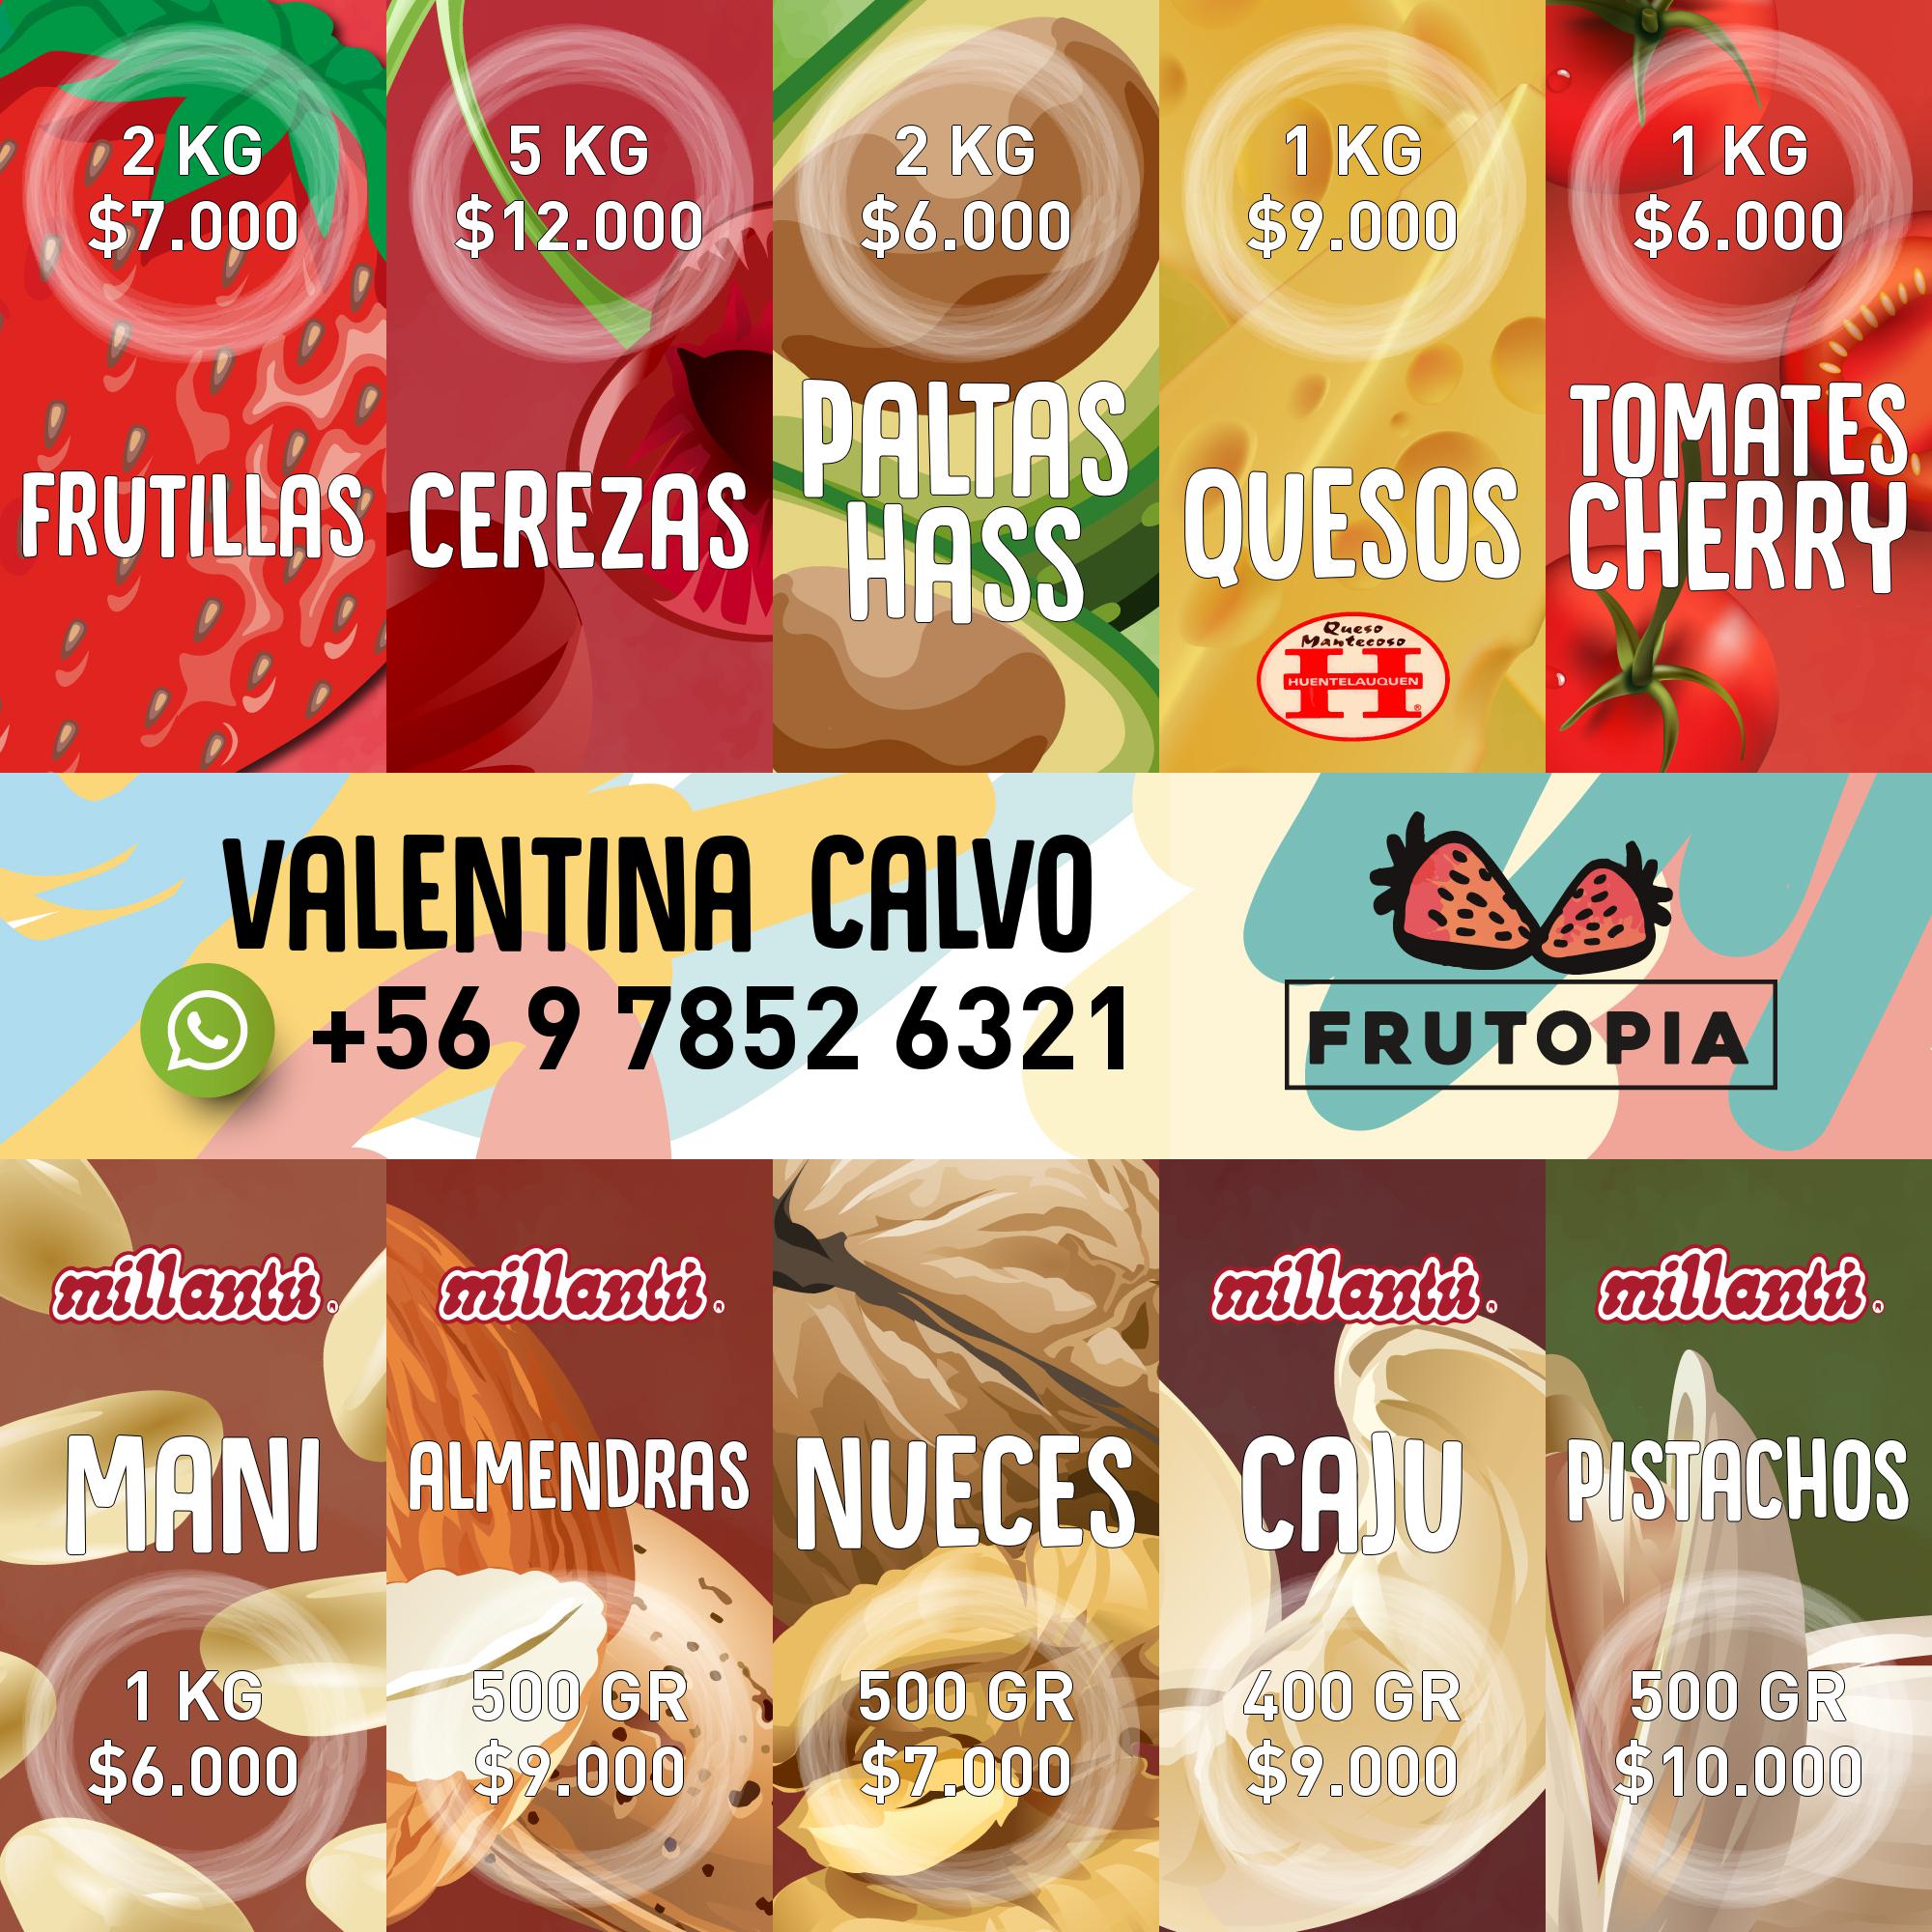 2 KG
$7.000
FRUTILLAS
5 KG
$12.000
CEREZAS
2 KG
$6.000
PALTAS
HASS
1 KG
$9.000
QUESOS
Queso
Mantecoso
H
HUENTELAUQUEN
®
1 KG
$6.000
TOMATES
CHERRY
VALENTINA CALVO
+56 9 7852 6321
FRUTOPIA
millantú®
MANI
1 KG
$6.000
millantú®
ALMENDRAS
500 GR
$9.000
NUECES
500 GR
$7.000
millantú®
CAJU
400 GR
$9.000
millantú®
PISTACHOS
500 GR
$10.000